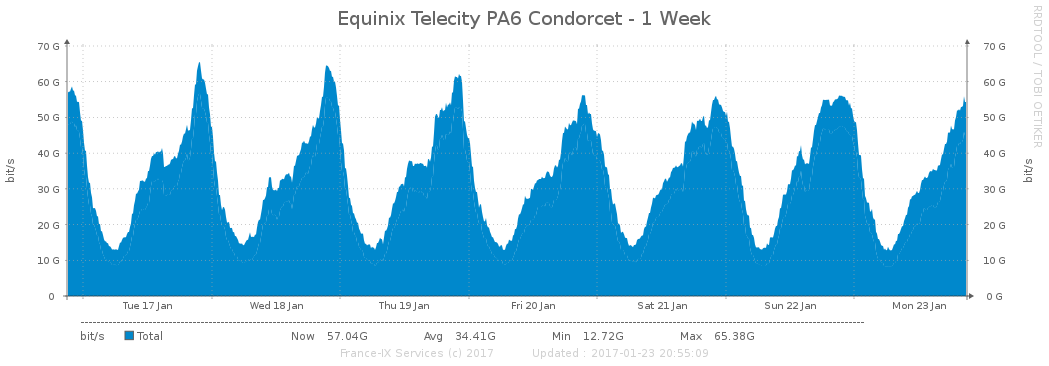 Equinix Telecity PA6 Condorcet - 1 Week
RRDTOOL / TOBI OETIKER
bit/s
bit/s
70 G 70 G
60 G 60 G
50 G 50 G
40 G 40 G
30 G 30 G
20 G 20 G
10 G 10 G
0 0 G
Tue 17 Jan Wed 18 Jan Thu 19 Jan Fri 20 Jan Sat 21 Jan Sun 22 Jan Mon 23 Jan
bit/s Total Now 57.04G Avg 34.41G Min 12.72G Max 65.38G
France-IX Services (c) 2017 Updated : 2017-01-23 20:55:09